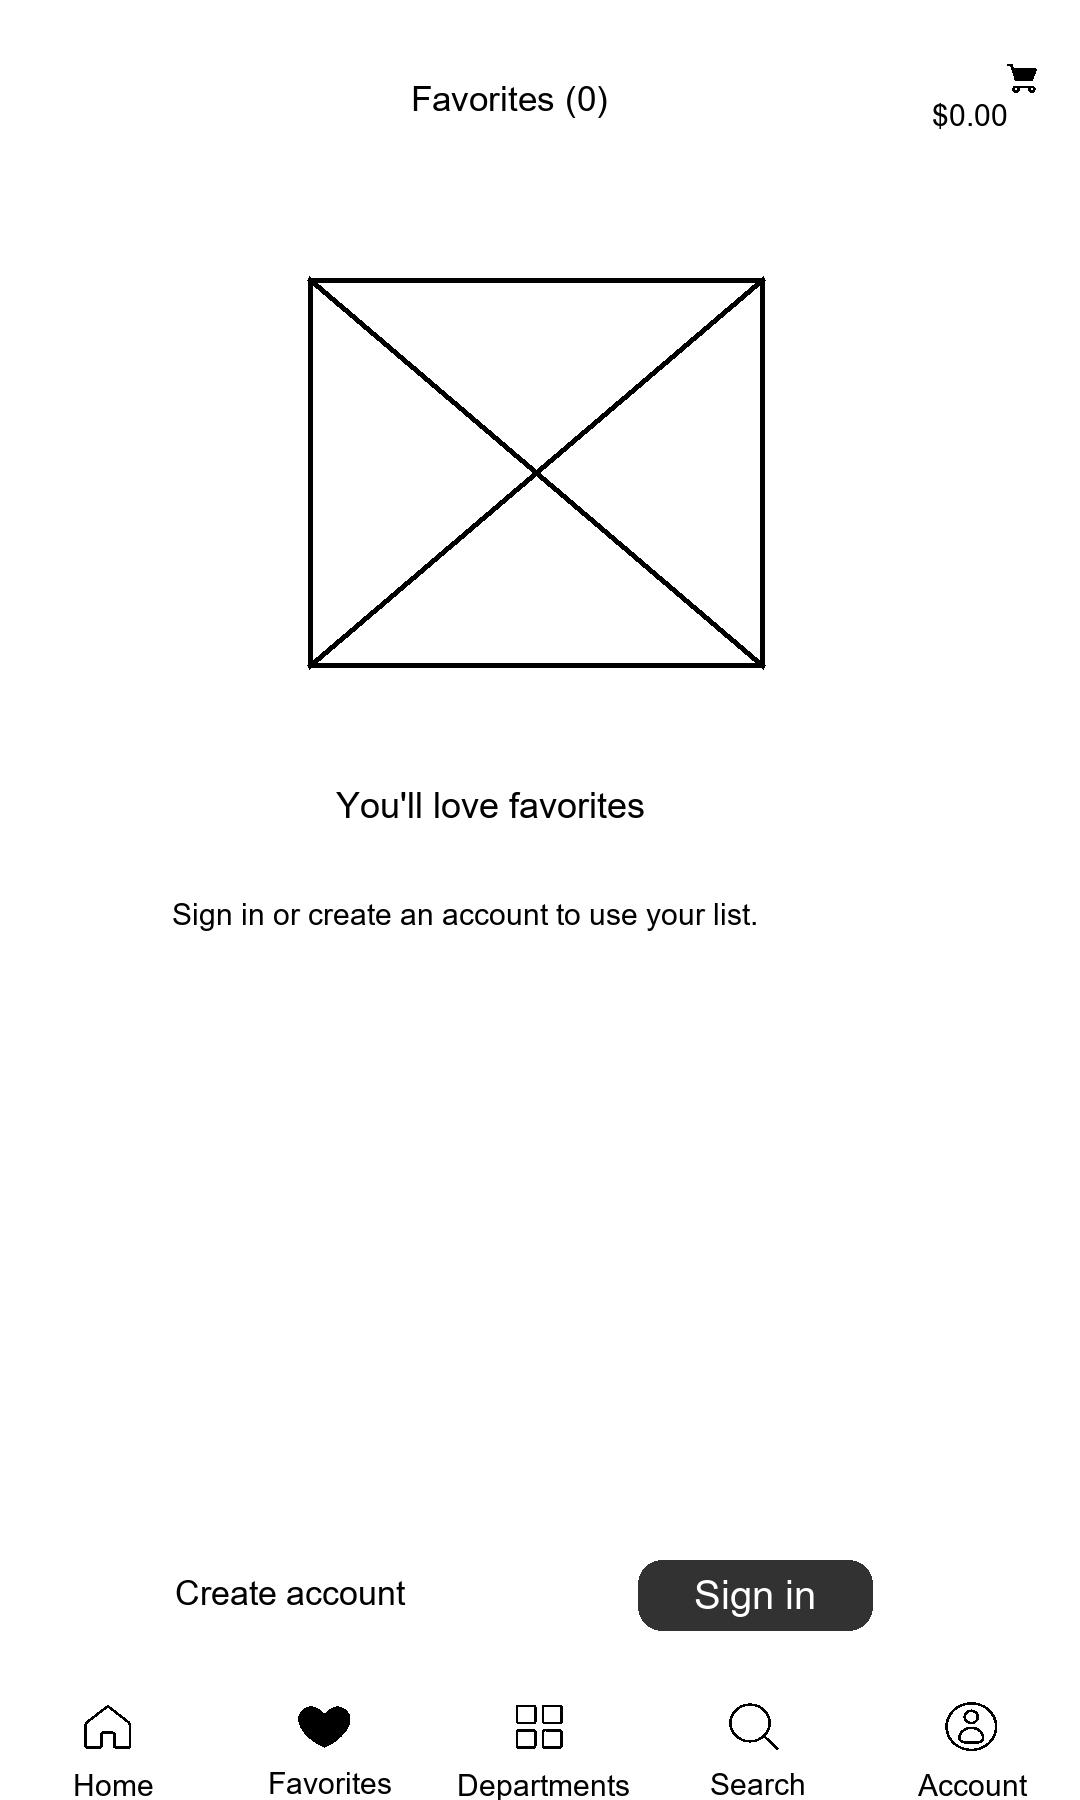 Favorites (0)
$0.00
You'll love favorites
Sign in or create an account to use your list.
Create account
Sign in
Home
Favorites
Departments
Search
Account